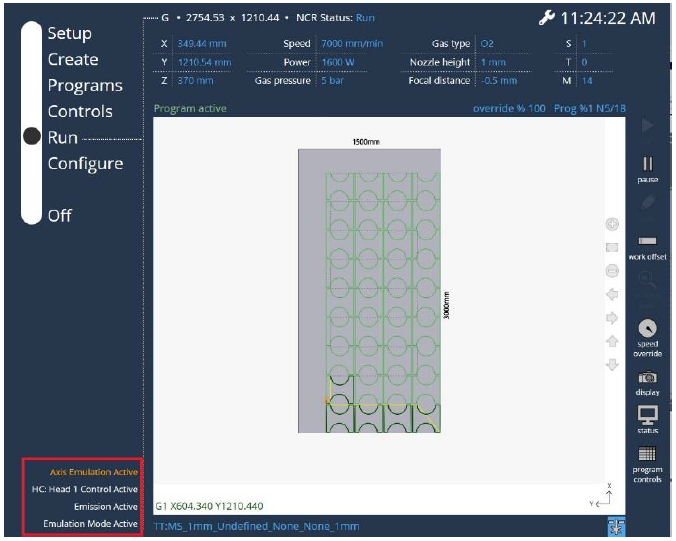 G • 2754.53 x 1210.44 • NCR Status: Run
11:24:22 AM
Setup
Create
Programs
Controls
Run
Configure
Off
X 349.44 mm Speed 7000 mm/min Gas type O2 S 1
Y 1210.54 mm Power 1600 W Nozzle height 1 mm T 0
Z 370 mm Gas pressure 5 bar Focal distance -0.5 mm M 14
Program active override % 100 Prog %1 N5/18
1500mm
3000mm
pause
work offset
speed
override
display
status
program
controls
X
Y
Axis Emulation Active
HC: Head 1 Control Active
Emission Active
Emulation Mode Active
G1 X604.340 Y1210.440
TT:MS_1mm_Undefined_None_None_1mm